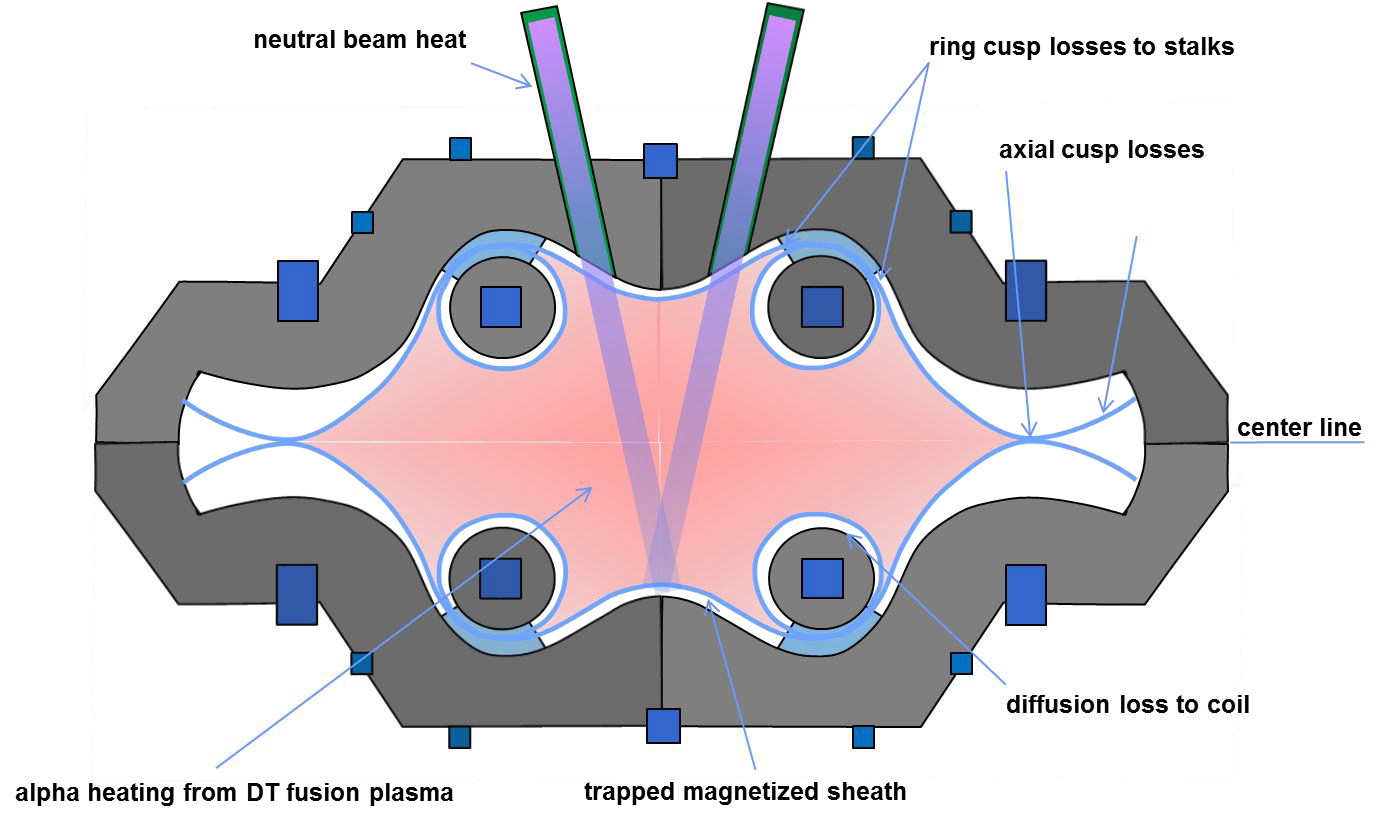 neutral beam heat
ring cusp losses to stalks
axial cusp losses
center line
diffusion loss to coil
alpha heating from DT fusion plasma
trapped magnetized sheath